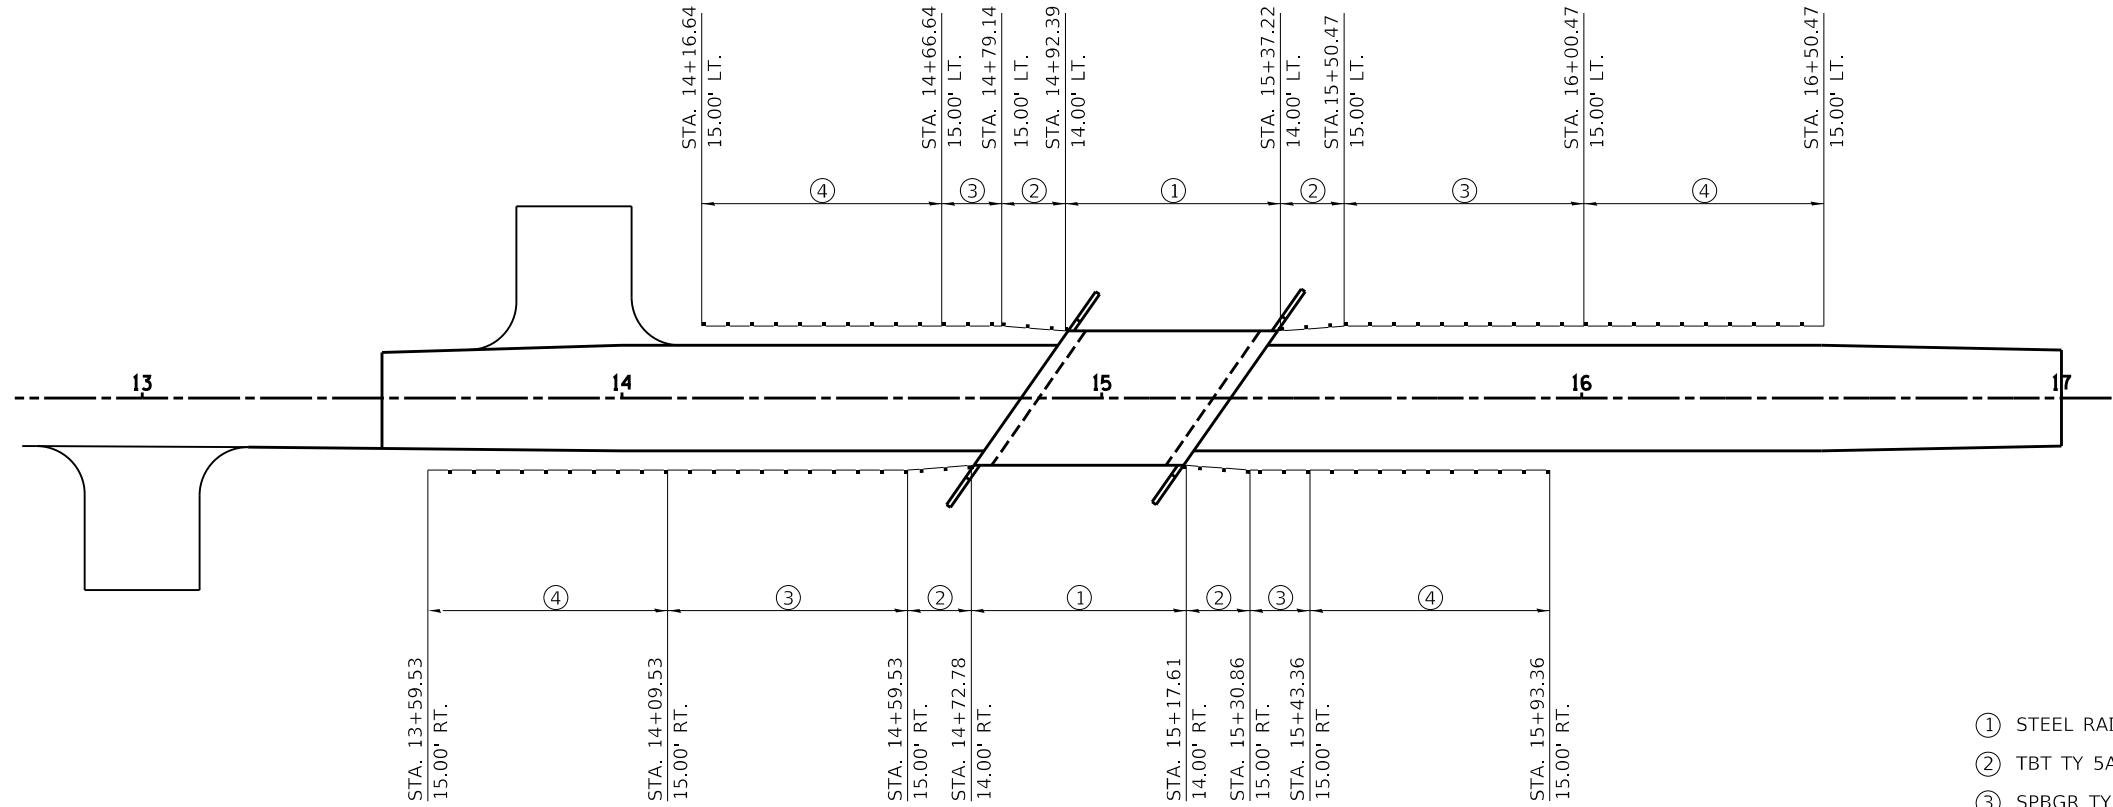 STA. 14+16.64
15.00' LT.
STA. 14+66.64
15.00' LT.
STA. 14+79.14
15.00' LT.
STA. 14+92.39
14.00' LT.
STA. 15+37.22
14.00' LT.
STA.15+50.47
15.00' LT.
STA. 16+00.47
15.00' LT.
STA. 16+50.47
15.00' LT.
4
3
2
1
2
3
4
13
14
15
16
17
4
3
2
1
2
3
4
STA. 13+59.53
15.00' RT.
STA. 14+09.53
15.00' RT.
STA. 14+59.53
15.00' RT.
STA. 14+72.78
14.00' RT.
STA. 15+17.61
14.00' RT.
STA. 15+30.86
15.00' RT.
STA. 15+43.36
15.00' RT.
STA. 15+93.36
15.00' RT.
1 STEEL
2 TBT TY 5A
3 SPBGR TY